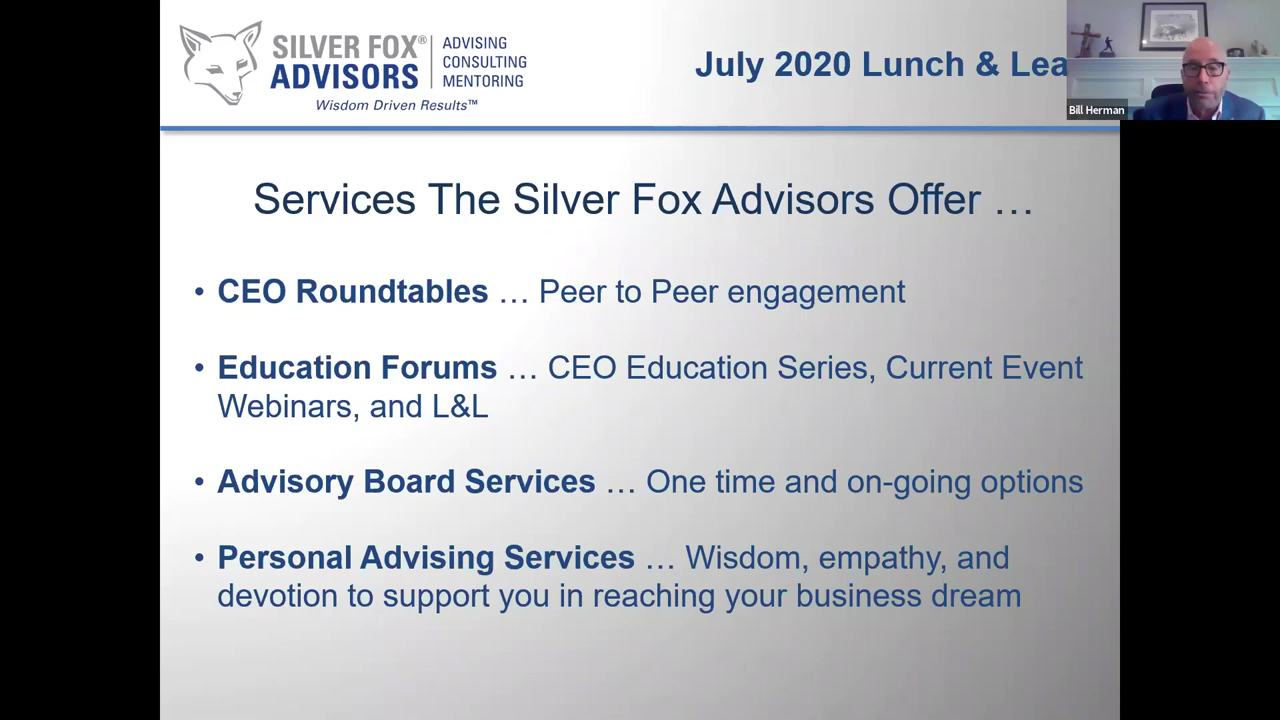 SILVER FOX®
ADVISORS
ADVISING
CONSULTING
MENTORING
Wisdom Driven Results™
July 2020 Lunch & Lea
Bill Herman
Services The Silver Fox Advisors Offer …
• CEO Roundtables … Peer to Peer engagement
• Education Forums … CEO Education Series, Current Event
Webinars, and L&L
• Advisory Board Services … One time and on-going options
• Personal Advising Services … Wisdom, empathy, and
devotion to support you in reaching your business dream